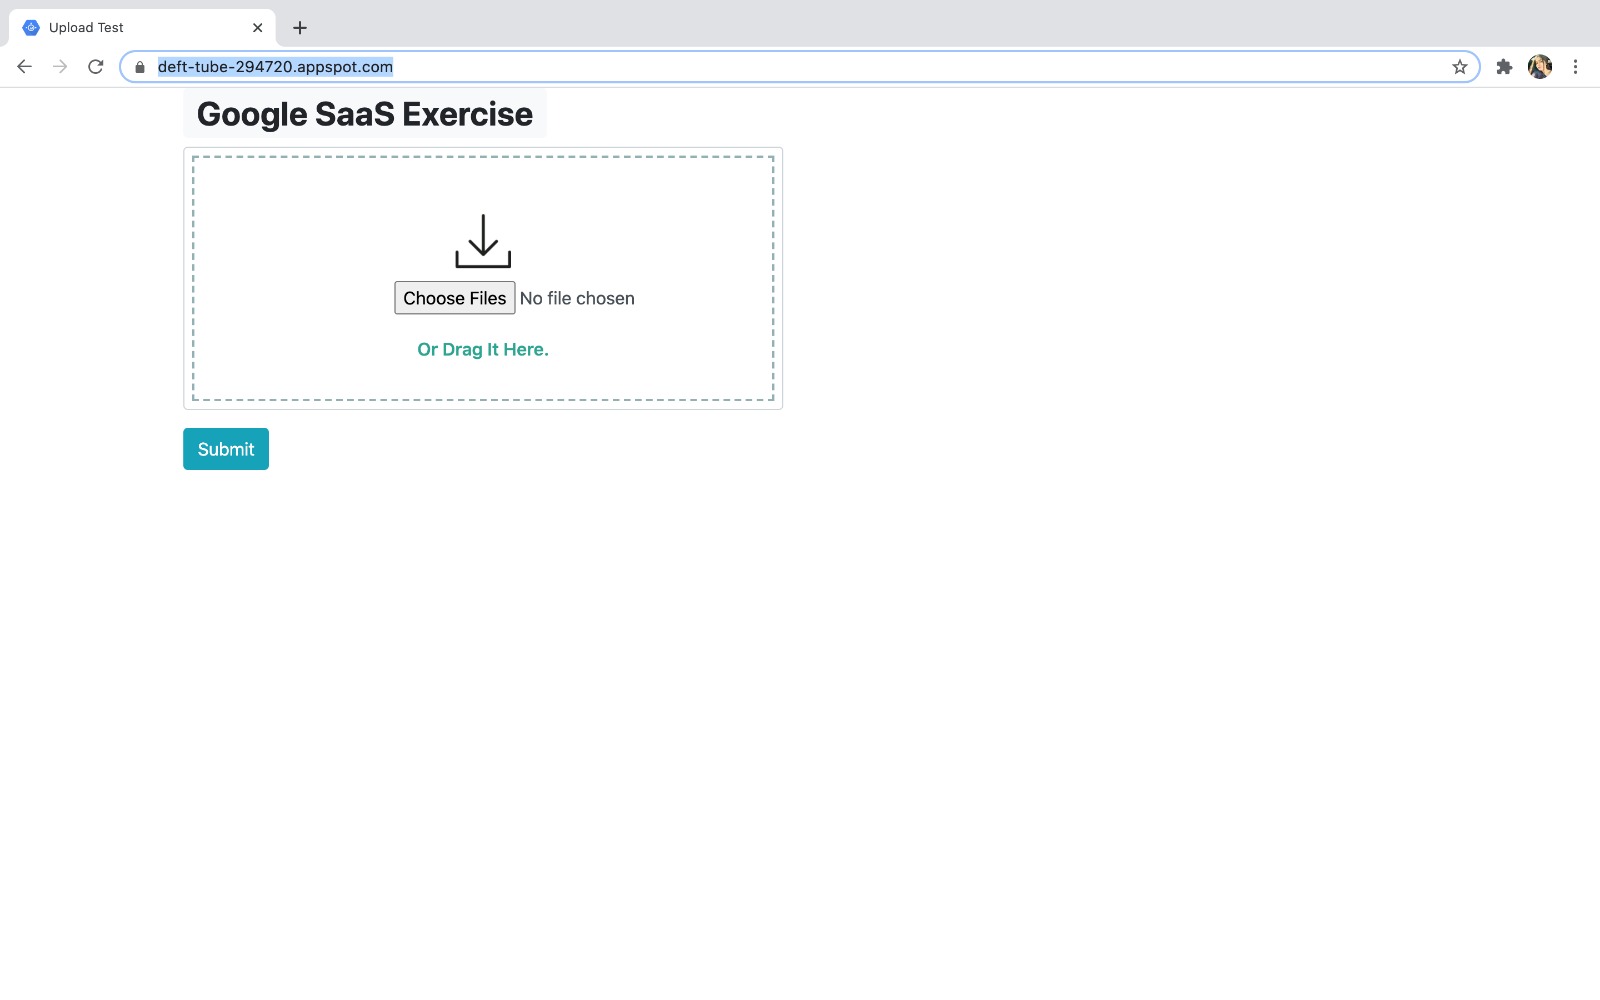 Upload Test
deft-tube-294720.appspot.com
Google SaaS Exercise
Choose Files No file chosen
Or Drag It Here.
Submit